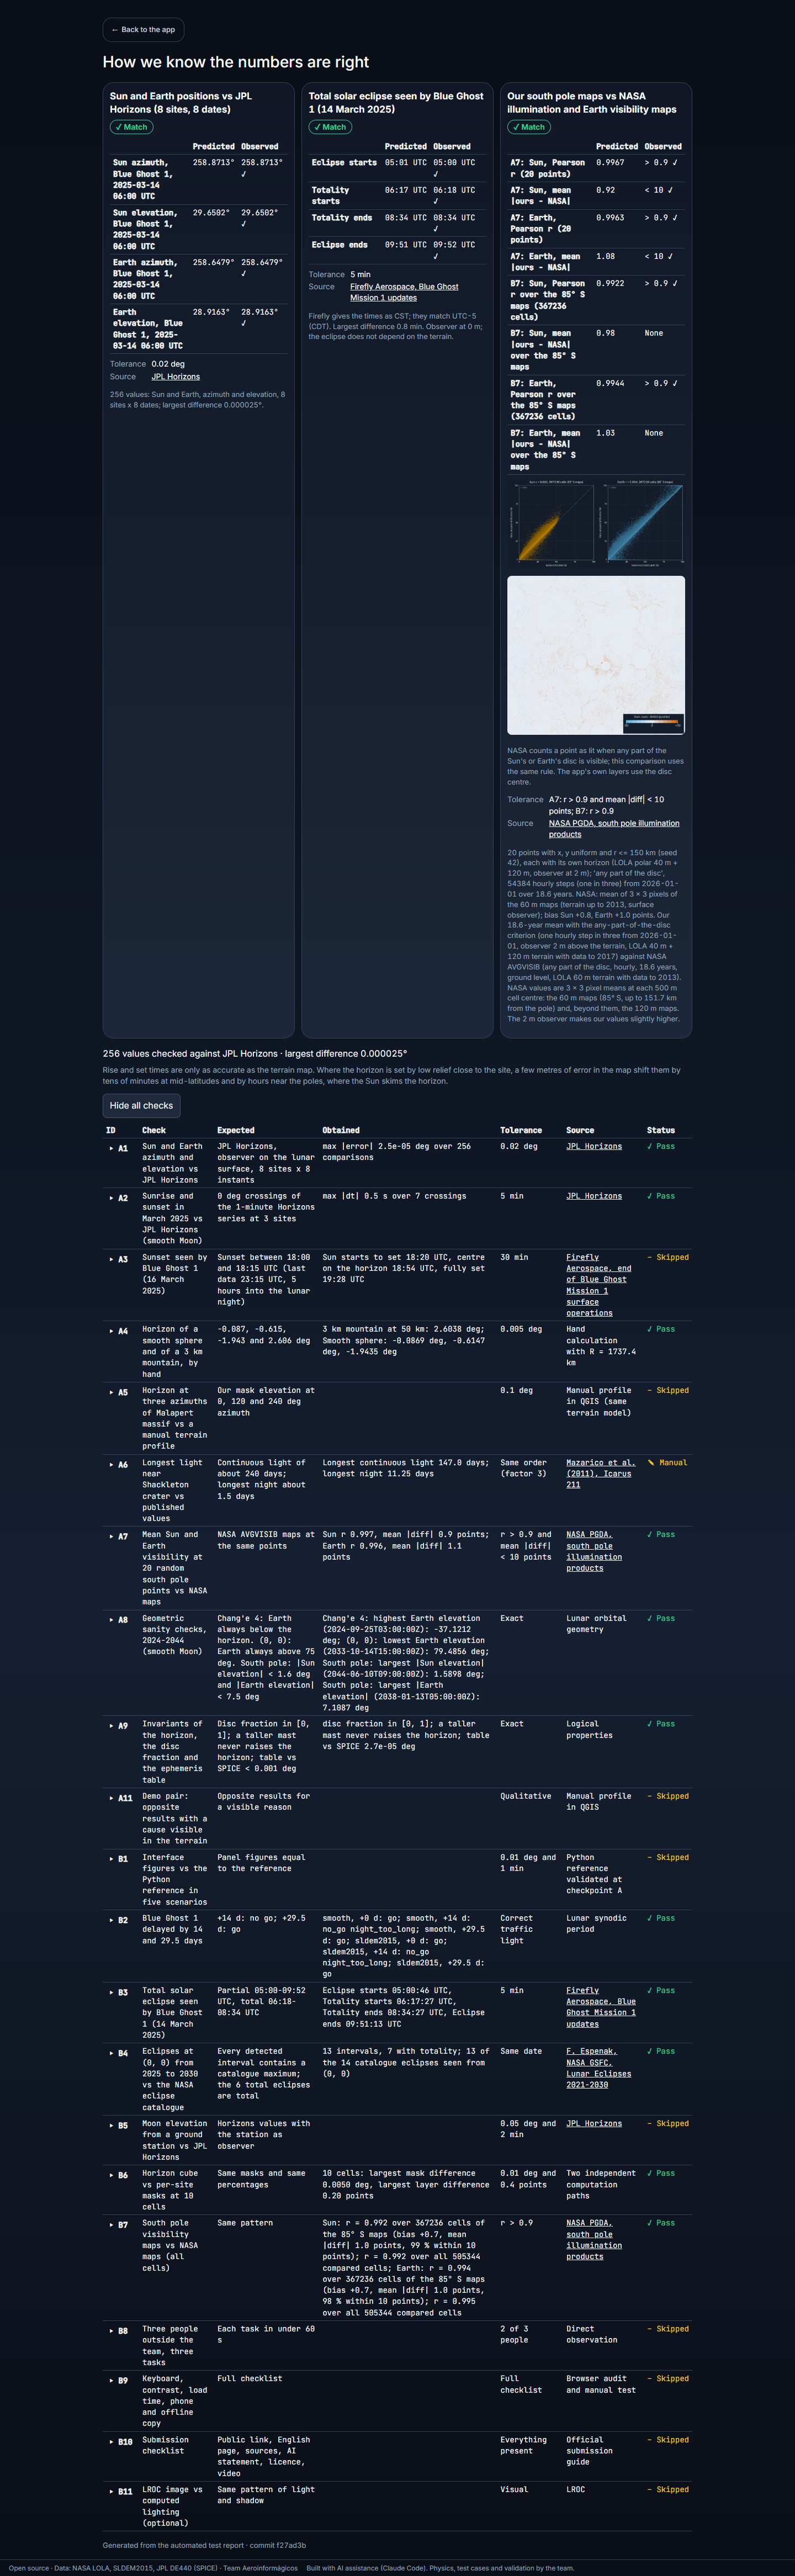 ← Back to the app
How we know the numbers are right
Sun and Earth positions vs JPL
Horizons (8 sites, 8 dates)
✓ Match
Predicted Observed
Sun azimuth, 258.8713° 258.8713°
Blue Ghost 1, ✓
2025-03-14
06:00 UTC
Sun elevation, 29.6502° 29.6502°
Blue Ghost 1, ✓
2025-03-14
06:00 UTC
Earth azimuth, 258.6479° 258.6479°
Blue Ghost 1, ✓
2025-03-14
06:00 UTC
Earth 28.9163° 28.9163°
elevation, Blue ✓
Ghost 1, 2025-
03-14 06:00 UTC
Tolerance 0.02 deg
Source JPL Horizons
256 values: Sun and Earth, azimuth and elevation, 8
sites x 8 dates; largest difference 0.000025°.
Total solar eclipse seen by Blue Ghost
1 (14 March 2025)
✓ Match
Predicted Observed
Eclipse starts 05:01 UTC 05:00 UTC
✓
Totality 06:17 UTC 06:18 UTC
starts ✓
Totality ends 08:34 UTC 08:34 UTC
✓
Eclipse ends 09:51 UTC 09:52 UTC
✓
Tolerance 5 min
Source Firefly Aerospace, Blue Ghost
Mission 1 updates
Firefly gives the times as CST; they match UTC-5
(CDT). Largest difference 0.8 min. Observer at 0 m;
the eclipse does not depend on the terrain.
Our south pole maps vs NASA
illumination and Earth visibility maps
✓ Match
Predicted Observed
A7: Sun, Pearson 0.9967 > 0.9 ✓
r (20 points)
A7: Sun, mean 0.92 < 10 ✓
|ours - NASA|
A7: Earth, 0.9963 > 0.9 ✓
Pearson r (20
points)
A7: Earth, mean 1.08 < 10 ✓
|ours - NASA|
B7: Sun, Pearson 0.9922 > 0.9 ✓
r over the 85° S
maps (367236
cells)
B7: Sun, mean 0.98 None
|ours - NASA|
over the 85° S
maps
B7: Earth, 0.9944 > 0.9 ✓
Pearson r over
the 85° S maps
(367236 cells)
B7: Earth, mean 1.03 None
|ours - NASA|
over the 85° S
maps
NASA counts a point as lit when any part of the
Sun's or Earth's disc is visible; this comparison uses
the same rule. The app's own layers use the disc
centre.
Tolerance A7: r > 0.9 and mean |diff| < 10
points; B7: r > 0.9
Source NASA PGDA, south pole illumination
products
20 points with x, y uniform and r <= 150 km (seed
42), each with its own horizon (LOLA polar 40 m +
120 m, observer at 2 m); 'any part of the disc',
54384 hourly steps (one in three) from 2026-01-
01 over 18.6 years. NASA: mean of 3 × 3 pixels of
the 60 m maps (terrain up to 2013, surface
observer); bias Sun +0.8, Earth +1.0 points. Our
18.6-year mean with the any-part-of-the-disc
criterion (one hourly step in three from 2026-01-
01, observer 2 m above the terrain, LOLA 40 m +
120 m terrain with data to 2017) against NASA
AVGVISIB (any part of the disc, hourly, 18.6 years,
ground level, LOLA 60 m terrain with data to 2013).
NASA values are 3 × 3 pixel means at each 500 m
cell centre: the 60 m maps (85° S, up to 151.7 km
from the pole) and, beyond them, the 120 m maps.
The 2 m observer makes our values slightly higher.
256 values checked against JPL Horizons · largest difference 0.000025°
Rise and set times are only as accurate as the terrain map. Where the horizon is set by low relief close to the site, a few metres of error in the map shift them by
tens of minutes at mid-latitudes and by hours near the poles, where the Sun skims the horizon.
Hide all checks
ID Check Expected Obtained Tolerance Source Status
▸ A1 Sun and Earth JPL Horizons, max |error| 2.5e-05 deg over 256 0.02 deg JPL Horizons ✓ Pass
azimuth and observer on the lunar comparisons
elevation vs surface, 8 sites x 8
JPL Horizons instants
▸ A2 Sunrise and 0 deg crossings of max |dt| 0.5 s over 7 crossings 5 min JPL Horizons ✓ Pass
sunset in the 1-minute Horizons
March 2025 vs series at 3 sites
JPL Horizons
(smooth Moon)
▸ A3 Sunset seen by Sunset between 18:00 Sun starts to set 18:20 UTC, centre 30 min Firefly – Skipped
Blue Ghost 1 and 18:15 UTC (last on the horizon 18:54 UTC, fully set Aerospace, end
(16 March data 23:15 UTC, 5 19:28 UTC of Blue Ghost
2025) hours into the lunar Mission 1
night) surface
operations
▸ A4 Horizon of a -0.087, -0.615, 3 km mountain at 50 km: 2.6038 deg; 0.005 deg Hand ✓ Pass
smooth sphere -1.943 and 2.606 deg Smooth sphere: -0.0869, -0.6147 calculation
and of a 3 km deg, -1.9435 deg with R = 1737.4
mountain, by km
hand
▸ A5 Horizon at Our mask elevation at 0.1 deg Manual profile – Skipped
three azimuths 0, 120 and 240 deg in QGIS (same
of Malapert azimuth terrain model)
massif vs a
manual terrain
profile
▸ A6 Longest light Continuous light of Longest continuous light 147.0 days; Same order Mazarico et al. ✎ Manual
near about 240 days; longest night 11.25 days (factor 3) (2011), Icarus
Shackleton longest night about 211
crater vs 1.5 days
published
values
▸ A7 Mean Sun and NASA AVGVISIB maps at Sun r 0.997, mean |diff| 0.9 points; r > 0.9 and NASA PGDA, ✓ Pass
Earth the same points Earth r 0.996, mean |diff| 1.1 mean |diff| south pole
visibility at points < 10 points illumination
20 random products
south pole
points vs NASA
maps
▸ A8 Geometric Chang'e 4: Earth Chang'e 4: highest Earth elevation Exact Lunar orbital ✓ Pass
sanity checks, always below the (2024-09-25T03:00:00Z): -37.1212 geometry
2024-2044 horizon. (0, 0): deg; (0, 0): lowest Earth elevation
(smooth Moon) Earth always above 75 (2033-10-14T15:00:00Z): 79.4856 deg;
deg. South pole: |Sun South pole: largest |Sun elevation|
elevation| < 1.6 deg (2044-06-10T09:00:00Z): 1.5898 deg;
and |Earth elevation| South pole: largest |Earth
< 7.5 deg elevation| (2038-01-13T05:00:00Z):
7.1087 deg
▸ A9 Invariants of Disc fraction in [0, disc fraction in [0, 1]; a taller Exact Logical ✓ Pass
the horizon, 1]; a taller mast mast never raises the horizon; table properties
the disc never raises the vs SPICE 2.7e-05 deg
fraction and horizon; table vs
the ephemeris SPICE < 0.001 deg
table
▸ A11 Demo pair: Opposite results for Qualitative Manual profile – Skipped
opposite a visible reason in QGIS
results with a
cause visible
in the terrain
▸ B1 Interface Panel figures equal 0.01 deg and Python – Skipped
figures vs the to the reference 1 min reference
Python validated at
reference in checkpoint A
five scenarios
▸ B2 Blue Ghost 1 +14 d: no go; +29.5 smooth, +0 d: go; smooth, +14 d: Correct Lunar synodic ✓ Pass
delayed by 14 d: go no_go night_too_long; smooth, +29.5 traffic period
and 29.5 days d: go; sldem2015, +0 d: go; light
sldem2015, +14 d: no_go
night_too_long; sldem2015, +29.5 d:
go
▸ B3 Total solar Partial 05:00-09:52 Eclipse starts 05:00:46 UTC, 5 min Firefly ✓ Pass
eclipse seen UTC, total 06:18- Totality starts 06:17:27 UTC, Aerospace, Blue
by Blue Ghost 08:34 UTC Totality ends 08:34:27 UTC, Eclipse Ghost Mission 1
1 (14 March ends 09:51:13 UTC updates
2025)
▸ B4 Eclipses at Every detected 13 intervals, 7 with totality; 13 of Same date F. Espenak, ✓ Pass
(0, 0) from interval contains a the 14 catalogue eclipses seen from NASA GSFC,
2025 to 2030 catalogue maximum; (0, 0) Lunar Eclipses
vs the NASA the 6 total eclipses 2021-2030
eclipse are total
catalogue
▸ B5 Moon elevation Horizons values with 0.05 deg and JPL Horizons – Skipped
from a ground the station as 2 min
station vs JPL observer
Horizons
▸ B6 Horizon cube Same masks and same 10 cells: largest mask difference 0.01 deg and Two independent ✓ Pass
vs per-site percentages 0.0050 deg, largest layer difference 0.4 points computation
masks at 10 0.20 points paths
cells
▸ B7 South pole Same pattern Sun: r = 0.992 over 367236 cells of r > 0.9 NASA PGDA, ✓ Pass
visibility the 85° S maps (bias +0.7, mean south pole
maps vs NASA |diff| 1.0 points, 99 % within 10 illumination
maps (all points); r = 0.992 over all 505344 products
cells) compared cells; Earth: r = 0.994
over 367236 cells of the 85° S maps
(bias +0.7, mean |diff| 1.0 points,
98 % within 10 points); r = 0.995
over all 505344 compared cells
▸ B8 Three people Each task in under 60 2 of 3 Direct – Skipped
outside the s people observation
team, three
tasks
▸ B9 Keyboard, Full checklist Full Browser audit – Skipped
contrast, load checklist and manual test
time, phone
and offline
copy
▸ B10 Submission Public link, English Everything Official – Skipped
checklist page, sources, AI present submission
statement, licence, guide
video
▸ B11 LROC image vs Same pattern of light Visual LROC – Skipped
computed and shadow
lighting
(optional)
Generated from the automated test report · commit f27ad3b
Open source · Data: NASA LOLA, SLDEM2015, JPL DE440 (SPICE) · Team Aeroinformágicos Built with AI assistance (Claude Code). Physics, test cases and validation by the team.